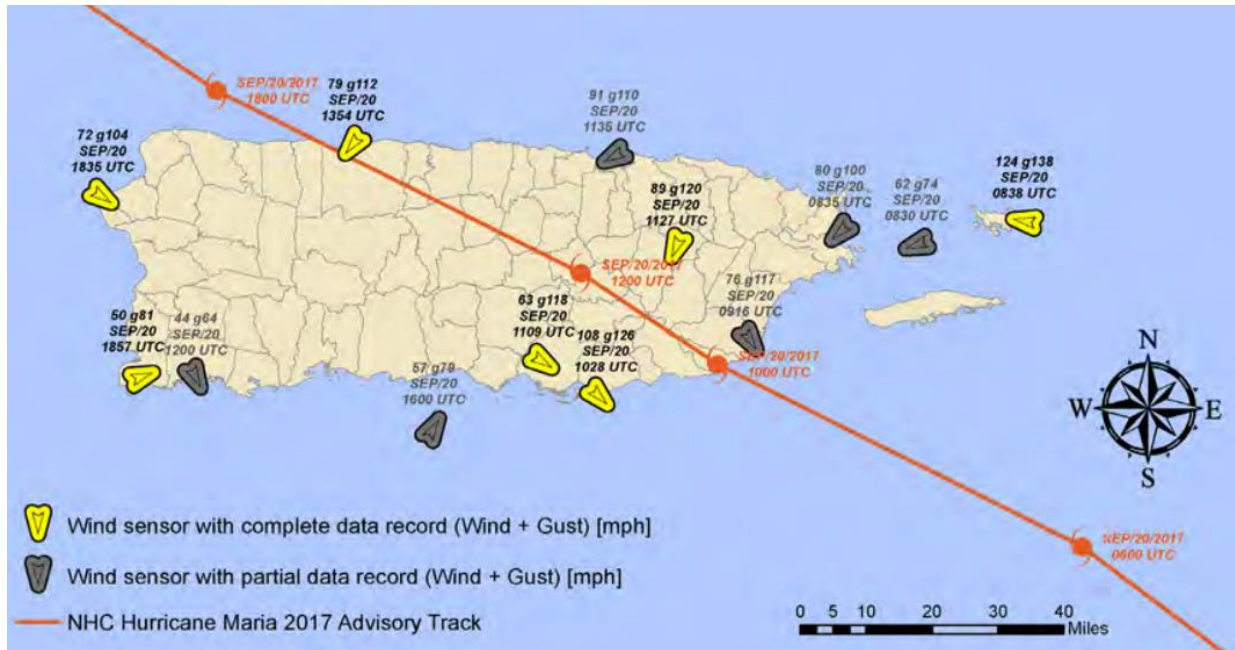 SEP/20/2017
1800 UTC
79 g112
SEP/20
1354 UTC
91 g110
SEP/20
1135 UTC
72 g104
SEP/20
1835 UTC
89 g120
SEP/20
1127 UTC
80 g100
SEP/20
0835 UTC
62 g74
SEP/20
0830 UTC
124 g138
SEP/20
0838 UTC
SEP/20/2017
1200 UTC
76 g117
SEP/20
0916 UTC
50 g81
SEP/20
1857 UTC
44 g64
SEP/20
1200 UTC
63 g118
SEP/20
1109 UTC
108 g126
SEP/20
1028 UTC
57 g79
SEP/20
1600 UTC
SEP/20/2017
1000 UTC
N
W
E
S
SEP/20/2017
0600 UTC
Wind sensor with complete data record (Wind + Gust) [mph]
Wind sensor with partial data record (Wind + Gust) [mph]
NHC Hurricane Maria 2017 Advisory Track
0 5 10 20 30 40
Miles